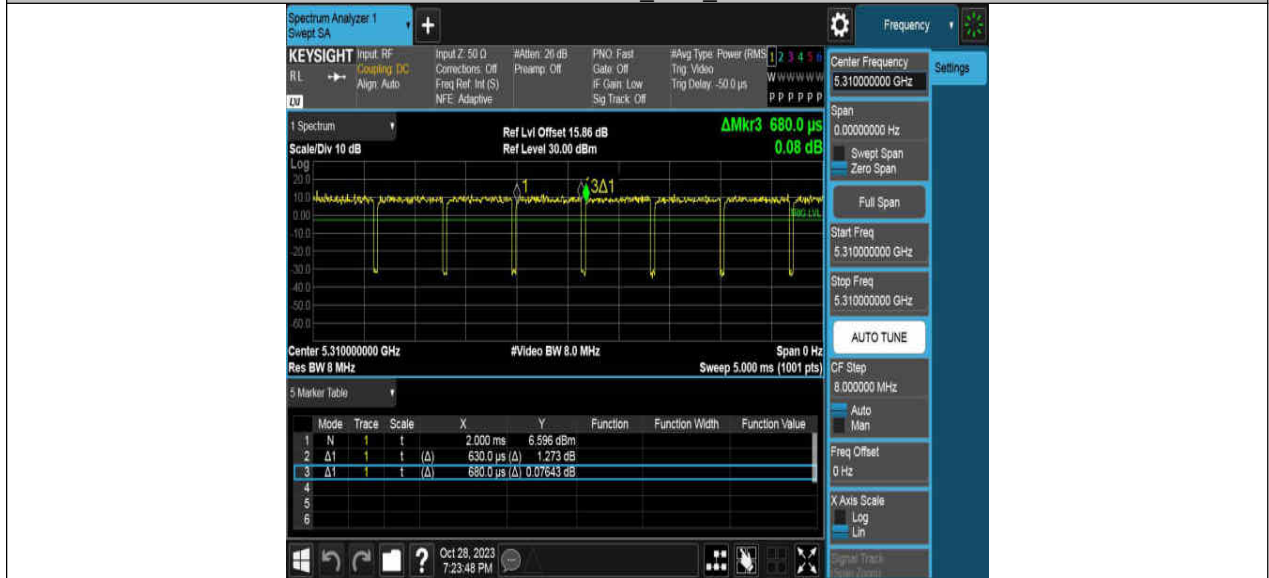 Spectrum Analyzer 1
Swept SA
+
Frequency
KEYSIGHT
RL
Input: RF
Coupling: DC
Align: Auto
Input Z: 50 Ω
Corrections: Off
Freq Ref: Int (S)
NFE: Adaptive
#Atten: 26 dB
Preamp: Off
PNO: Fast
Gate: Off
IF Gain: Low
Sig Track: Off
#Avg Type: Power (RMS
Trig: Video
Trig Delay: -50.0 µs
1 2 3 4 5 6
W W W W W W
P P P P P P
1 Spectrum
Scale/Div 10 dB
Ref Lvl Offset 15.86 dB
Ref Level 30.00 dBm
ΔMkr3 680.0 µs
0.08 dB
Log
20.0
10.0
0.00
-10.0
-20.0
-30.0
-40.0
-50.0
-60.0
1
3Δ1
TRIG LVL
Center 5.310000000 GHz
Res BW 8 MHz
#Video BW 8.0 MHz
Span 0 Hz
Sweep 5.000 ms (1001 pts)
5 Marker Table
Mode Trace Scale X Y Function Function Width Function Value
1 N 1 t 2.000 ms 6.596 dBm
2 Δ1 1 t (Δ) 630.0 µs (Δ) 1.273 dB
3 Δ1 1 t (Δ) 680.0 µs (Δ) 0.07643 dB
4
5
6
?
Oct 28, 2023
7:23:48 PM
Center Frequency
5.310000000 GHz
Settings
Span
0.00000000 Hz
Swept Span
Zero Span
Full Span
Start Freq
5.310000000 GHz
Stop Freq
5.310000000 GHz
AUTO TUNE
CF Step
8.000000 MHz
Auto
Man
Freq Offset
0 Hz
X Axis Scale
Log
Lin
Signal Track
(Span Zoom)